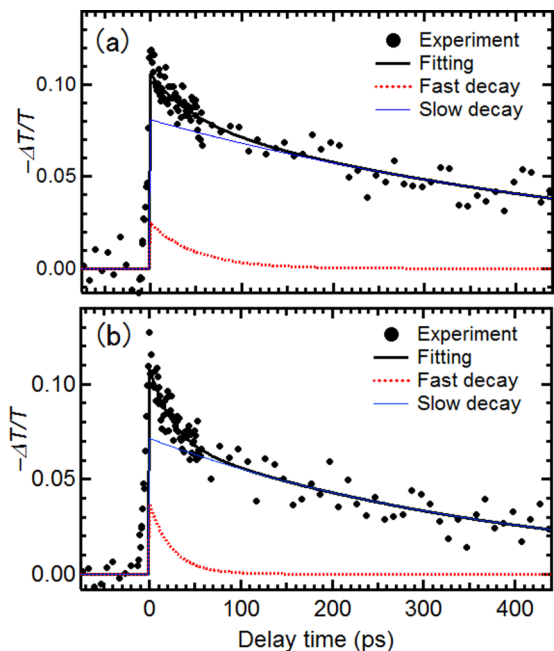 (a)
Experiment
Fitting
Fast decay
Slow decay
0.10
0.05
0.00
−ΔT/T
(b)
Experiment
Fitting
Fast decay
Slow decay
0.10
0.05
0.00
−ΔT/T
0 100 200 300 400
Delay time (ps)